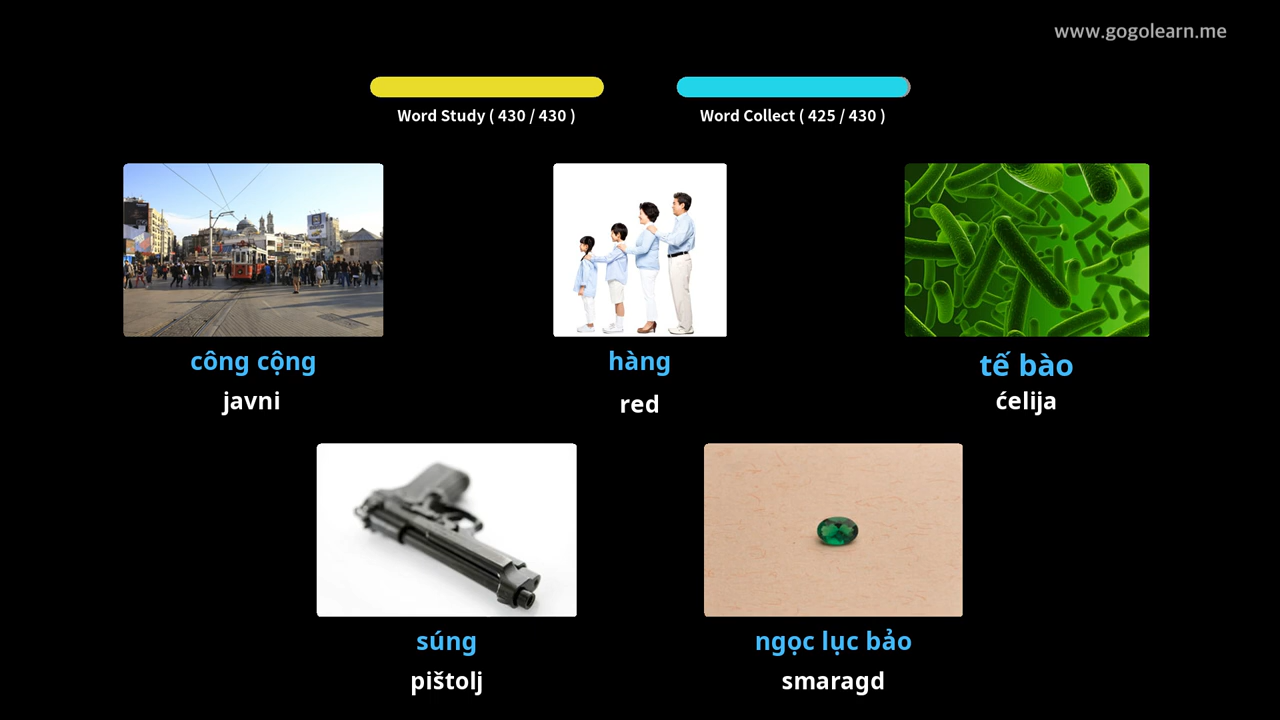 www.gogolearn.me
Word Study ( 430 / 430 )
Word Collect ( 425 / 430 )
công cộng
javni
hàng
red
tế bào
ćelija
súng
pištolj
ngọc lục bảo
smaragd